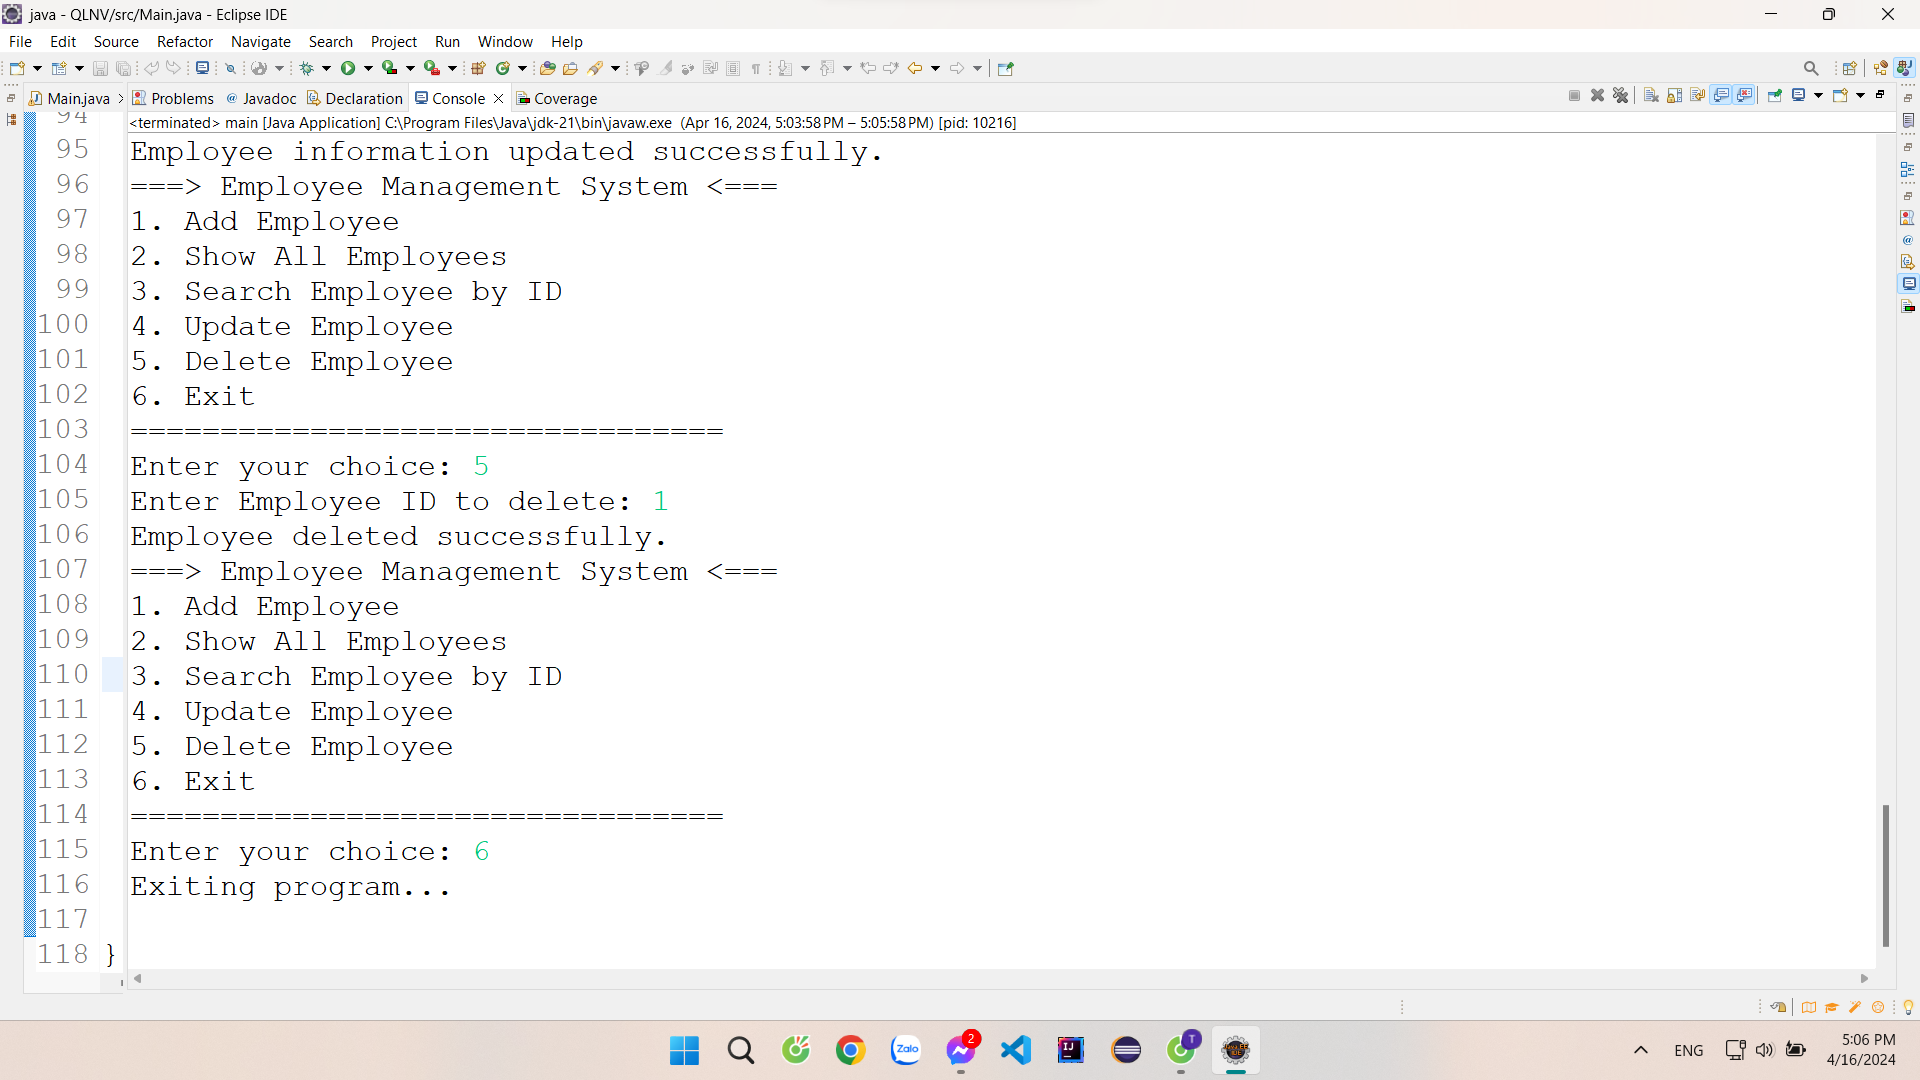 java - QLNV/src/Main.java - Eclipse IDE
File Edit Source Refactor Navigate Search Project Run Window Help
Main.java Problems @ Javadoc Declaration Console Coverage
<terminated> main [Java Application] C:\Program Files\Java\jdk-21\bin\javaw.exe (Apr 16, 2024, 5:03:58 PM – 5:05:58 PM) [pid: 10216]
94
95 Employee information updated successfully.
96 ===> Employee Management System <===
97 1. Add Employee
98 2. Show All Employees
99 3. Search Employee by ID
100 4. Update Employee
101 5. Delete Employee
102 6. Exit
103 =================================
104 Enter your choice: 5
105 Enter Employee ID to delete: 1
106 Employee deleted successfully.
107 ===> Employee Management System <===
108 1. Add Employee
109 2. Show All Employees
110 3. Search Employee by ID
111 4. Update Employee
112 5. Delete Employee
113 6. Exit
114 =================================
115 Enter your choice: 6
116 Exiting program...
117
118 }
Zalo 2 IJ T ENG 5:06 PM
4/16/2024